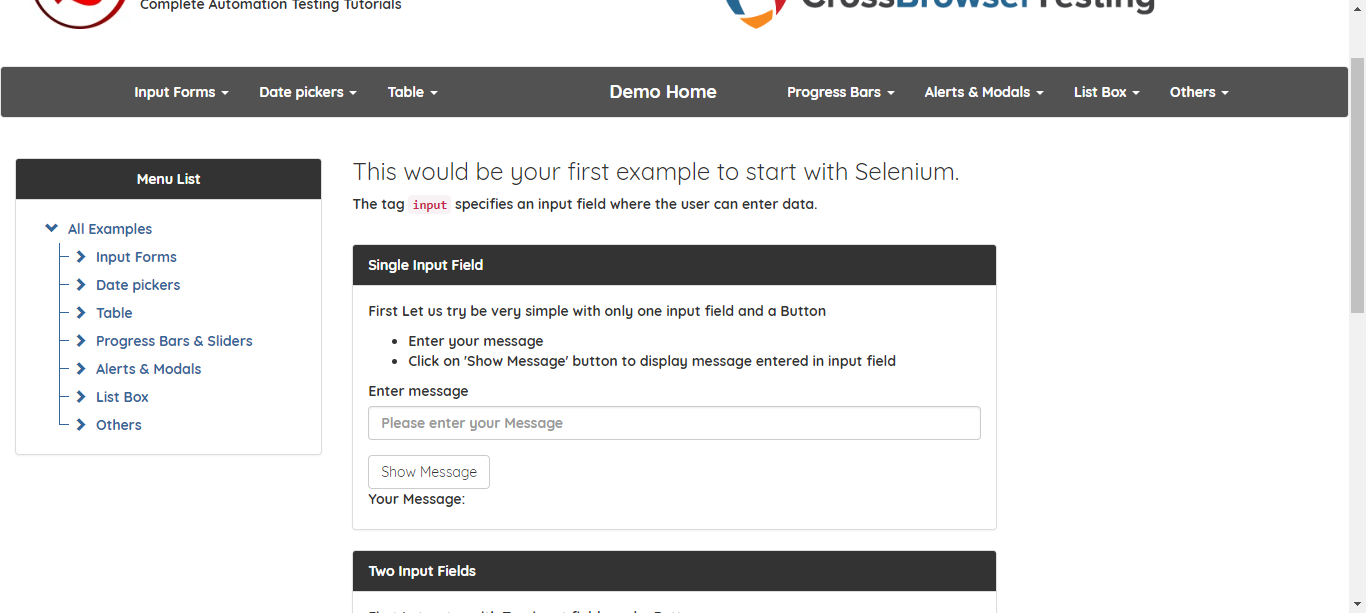 Complete Automation Testing Tutorials
CrossBrowserTesting
Input Forms Date pickers Table Demo Home Progress Bars Alerts & Modals List Box Others
Menu List
All Examples
Input Forms
Date pickers
Table
Progress Bars & Sliders
Alerts & Modals
List Box
Others
This would be your first example to start with Selenium.
The tag input specifies an input field where the user can enter data.
Single Input Field
First Let us try be very simple with only one input field and a Button
Enter your message
Click on 'Show Message' button to display message entered in input field
Enter message
Please enter your Message
Show Message
Your Message:
Two Input Fields